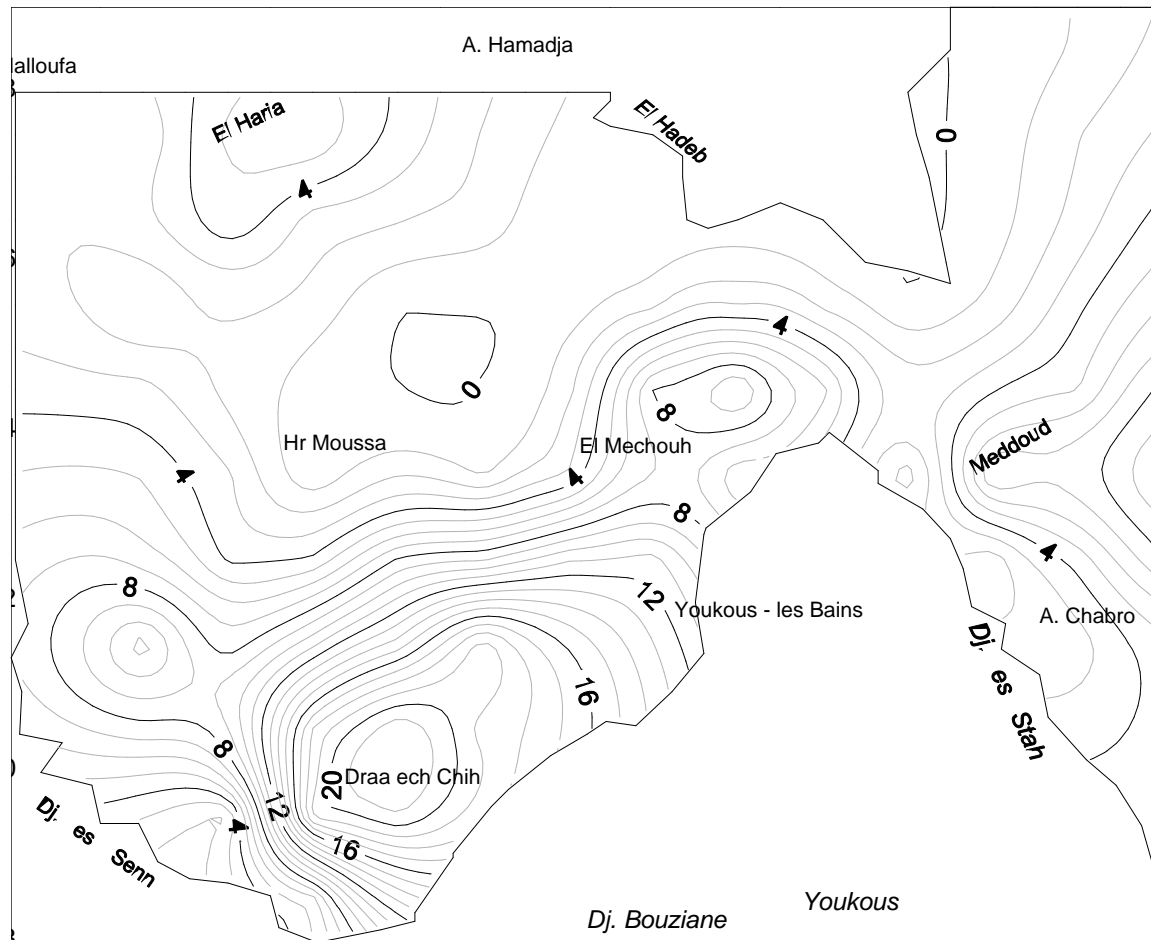 A. Hamadja
lalloufa
El Haria
El Hadeb
0
4
4
0
8
Hr Moussa
El Mechouh
Meddoud
4
4
8
4
8
12
Youkous - les Bains
A. Chabro
Dj. es Stah
16
8
20
Draa ech Chih
12
4
16
Dj. es Senn
Youkous
Dj. Bouziane